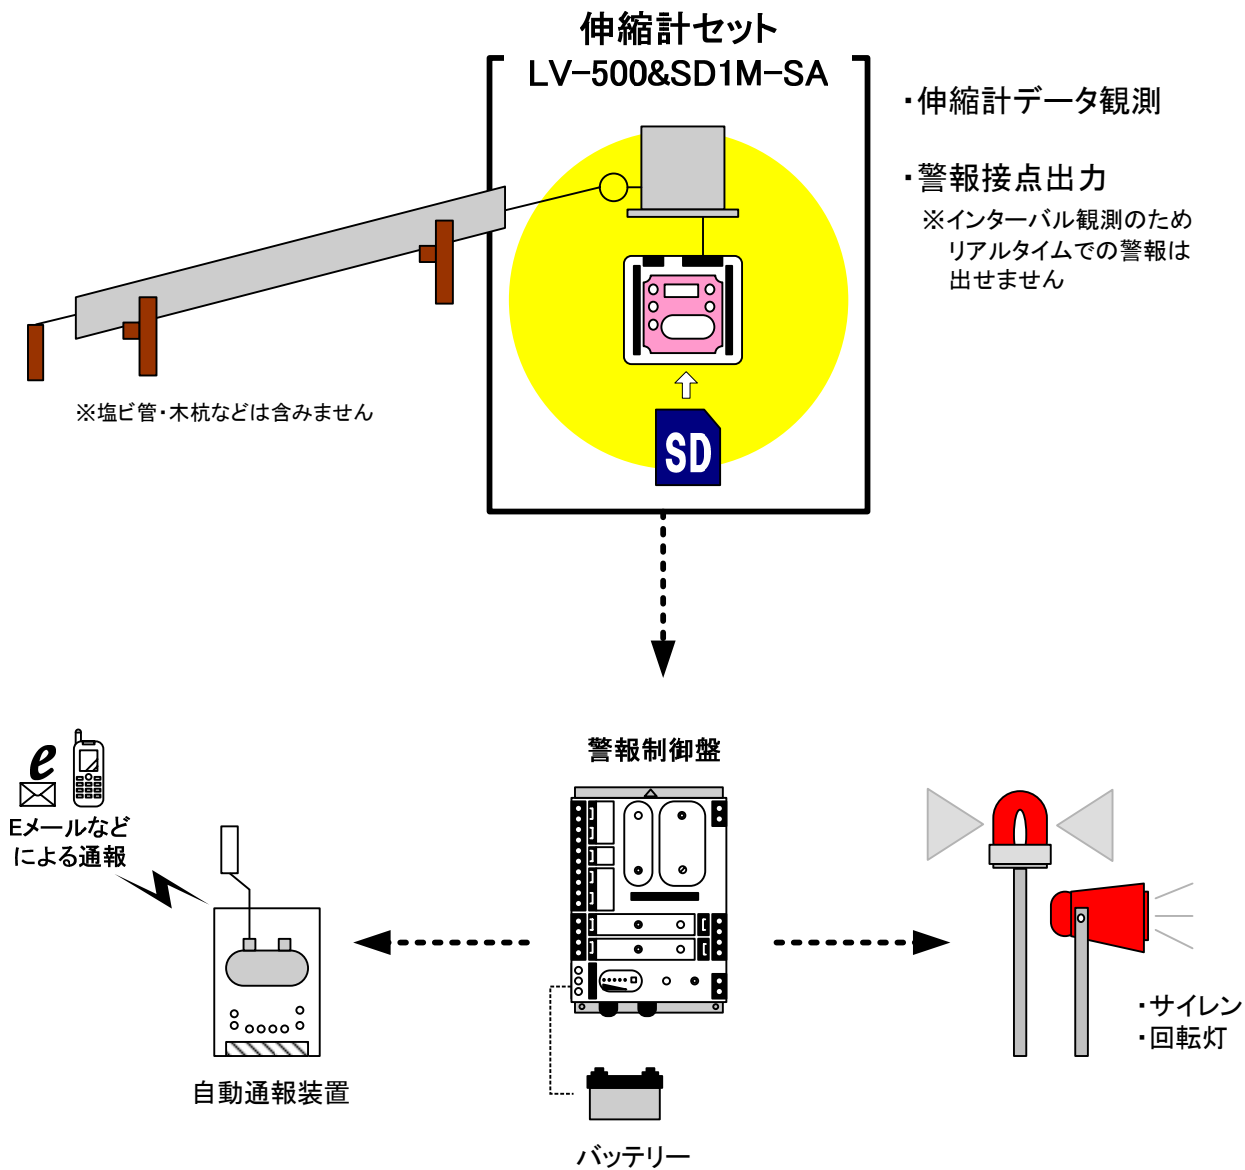 伸縮計セット
LV-500&SD1M-SA
・伸縮計データ観測
・警報接点出力
※インターバル観測のため
リアルタイムでの警報は
出せません
※塩ビ管・木杭などは含みません
SD
警報制御盤
e
Eメールなど
による通報
自動通報装置
バッテリー
・サイレン
・回転灯